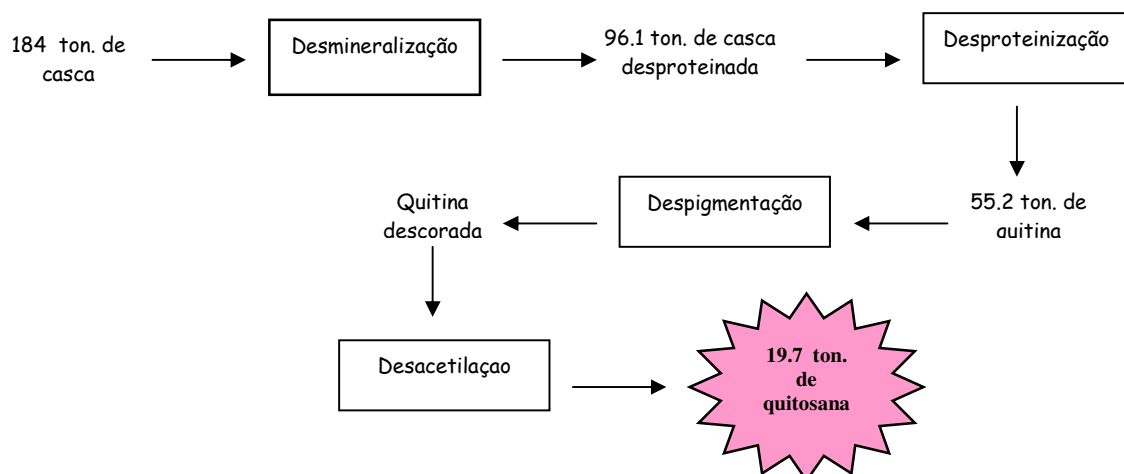 184 ton. de
casca
Desmineralização
96.1 ton. de casca
desproteinada
Desproteinização
55.2 ton. de
auitina
Despigmentação
Quitina
descorada
Desacetilaçao
19.7 ton.
de
quitosana